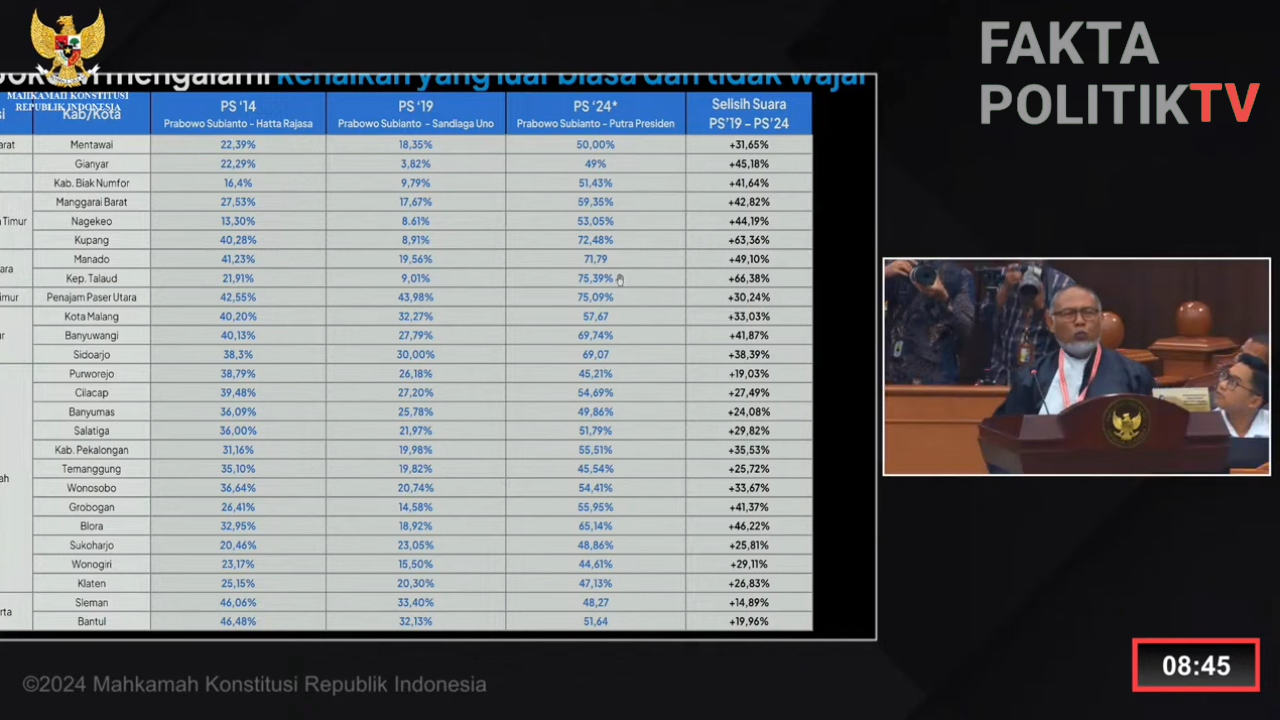 FAKTA
POLITIKTV
mengalami kenaikan yang luar biasa dan tidak wajar
MAHKAMAH KONSTITUSI
REPUBLIK INDONESIA
si Kab/Kota PS '14 Prabowo Subianto - Hatta Rajasa PS '19 Prabowo Subianto - Sandiaga Uno PS '24* Prabowo Subianto - Putra Presiden Selisih Suara PS'19 - PS'24
arat Mentawai 22,39% 18,35% 50,00% +31,65%
Gianyar 22,29% 3,82% 49% +45,18%
Kab. Biak Numfor 16,4% 9,79% 51,43% +41,64%
Manggarai Barat 27,53% 17,67% 59,35% +42,82%
Timur Nagekeo 13,30% 8.61% 53,05% +44,19%
Kupang 40,28% 8,91% 72,48% +63,36%
Manado 41,23% 19,56% 71,79 +49,10%
ara Kep. Talaud 21,91% 9,01% 75,39% +66,38%
imur Penajam Paser Utara 42,55% 43,98% 75,09% +30,24%
Kota Malang 40,20% 32,27% 57,67 +33,03%
ur Banyuwangi 40,13% 27,79% 69,74% +41,87%
Sidoarjo 38,3% 30,00% 69,07 +38,39%
Purworejo 38,79% 26,18% 45,21% +19,03%
Cilacap 39,48% 27,20% 54,69% +27,49%
Banyumas 36,09% 25,78% 49,86% +24,08%
Salatiga 36,00% 21,97% 51,79% +29,82%
Kab. Pekalongan 31,16% 19,98% 55,51% +35,53%
Temanggung 35,10% 19,82% 45,54% +25,72%
ah Wonosobo 36,64% 20,74% 54,41% +33,67%
Grobogan 26,41% 14,58% 55,95% +41,37%
Blora 32,95% 18,92% 65,14% +46,22%
Sukoharjo 20,46% 23,05% 48,86% +25,81%
Wonogiri 23,17% 15,50% 44,61% +29,11%
Klaten 25,15% 20,30% 47,13% +26,83%
rta Sleman 46,06% 33,40% 48,27 +14,89%
Bantul 46,48% 32,13% 51,64 +19,96%
08:45
©2024 Mahkamah Konstitusi Republik Indonesia